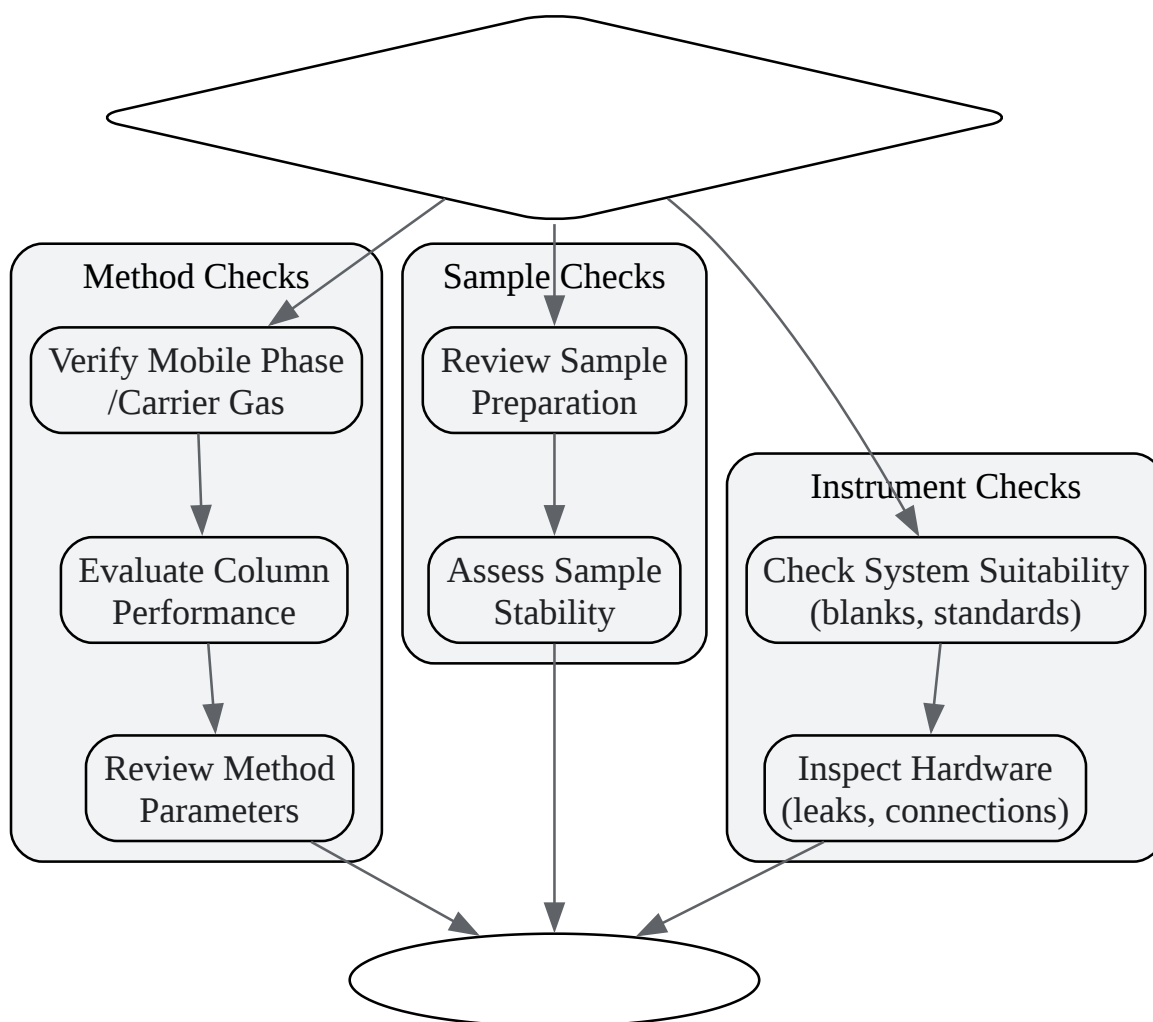 Method Checks
Verify Mobile Phase
/Carrier Gas
Evaluate Column
Performance
Review Method
Parameters
Sample Checks
Review Sample
Preparation
Assess Sample
Stability
Instrument Checks
Check System Suitability
(blanks, standards)
Inspect Hardware
(leaks, connections)